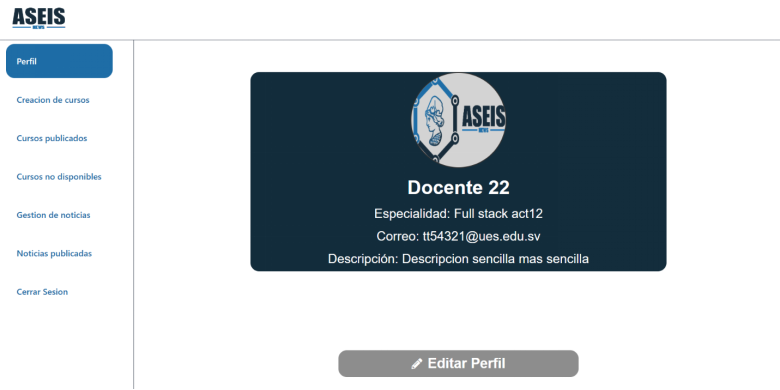 ASEIS
NEWS
Perfil
Creacion de cursos
Cursos publicados
Cursos no disponibles
Gestion de noticias
Noticias publicadas
Cerrar Sesion
ASEIS
NEWS
Docente 22
Especialidad: Full stack act12
Correo: tt54321@ues.edu.sv
Descripción: Descripcion sencilla mas sencilla
Editar Perfil